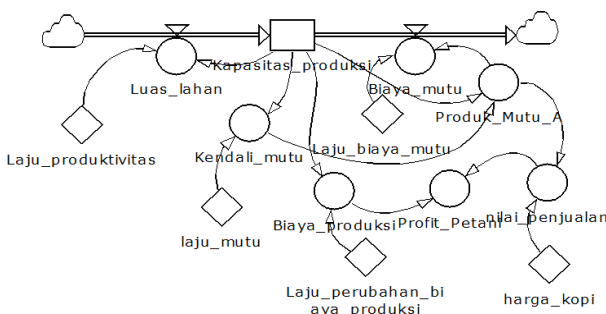 Kapasitas_produksi
Luas_lahan
Biaya_mutu
Produk_Mutu_A
Laju_produktivitas
Kendali_mutu
Laju_biaya_mutu
laju_mutu
Biaya_produksi
Profit_Petani
nilai_penjualan
Laju_perubahan_bi
aya_produksi
harga_kopi